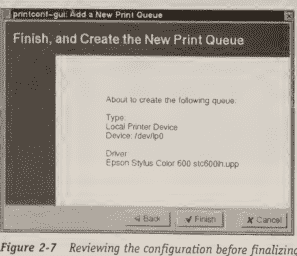 printconf-gui: Add a New Print Queue
Finish, and Create the New Print Queue
About to create the following queue:
Type:
Local Printer Device
Device: /dev/lp0
Driver
Epson Stylus Color 600 stc600ih.upp
Back
Finish
Cancel
Figure 2-7 Reviewing the configuration before finalizing